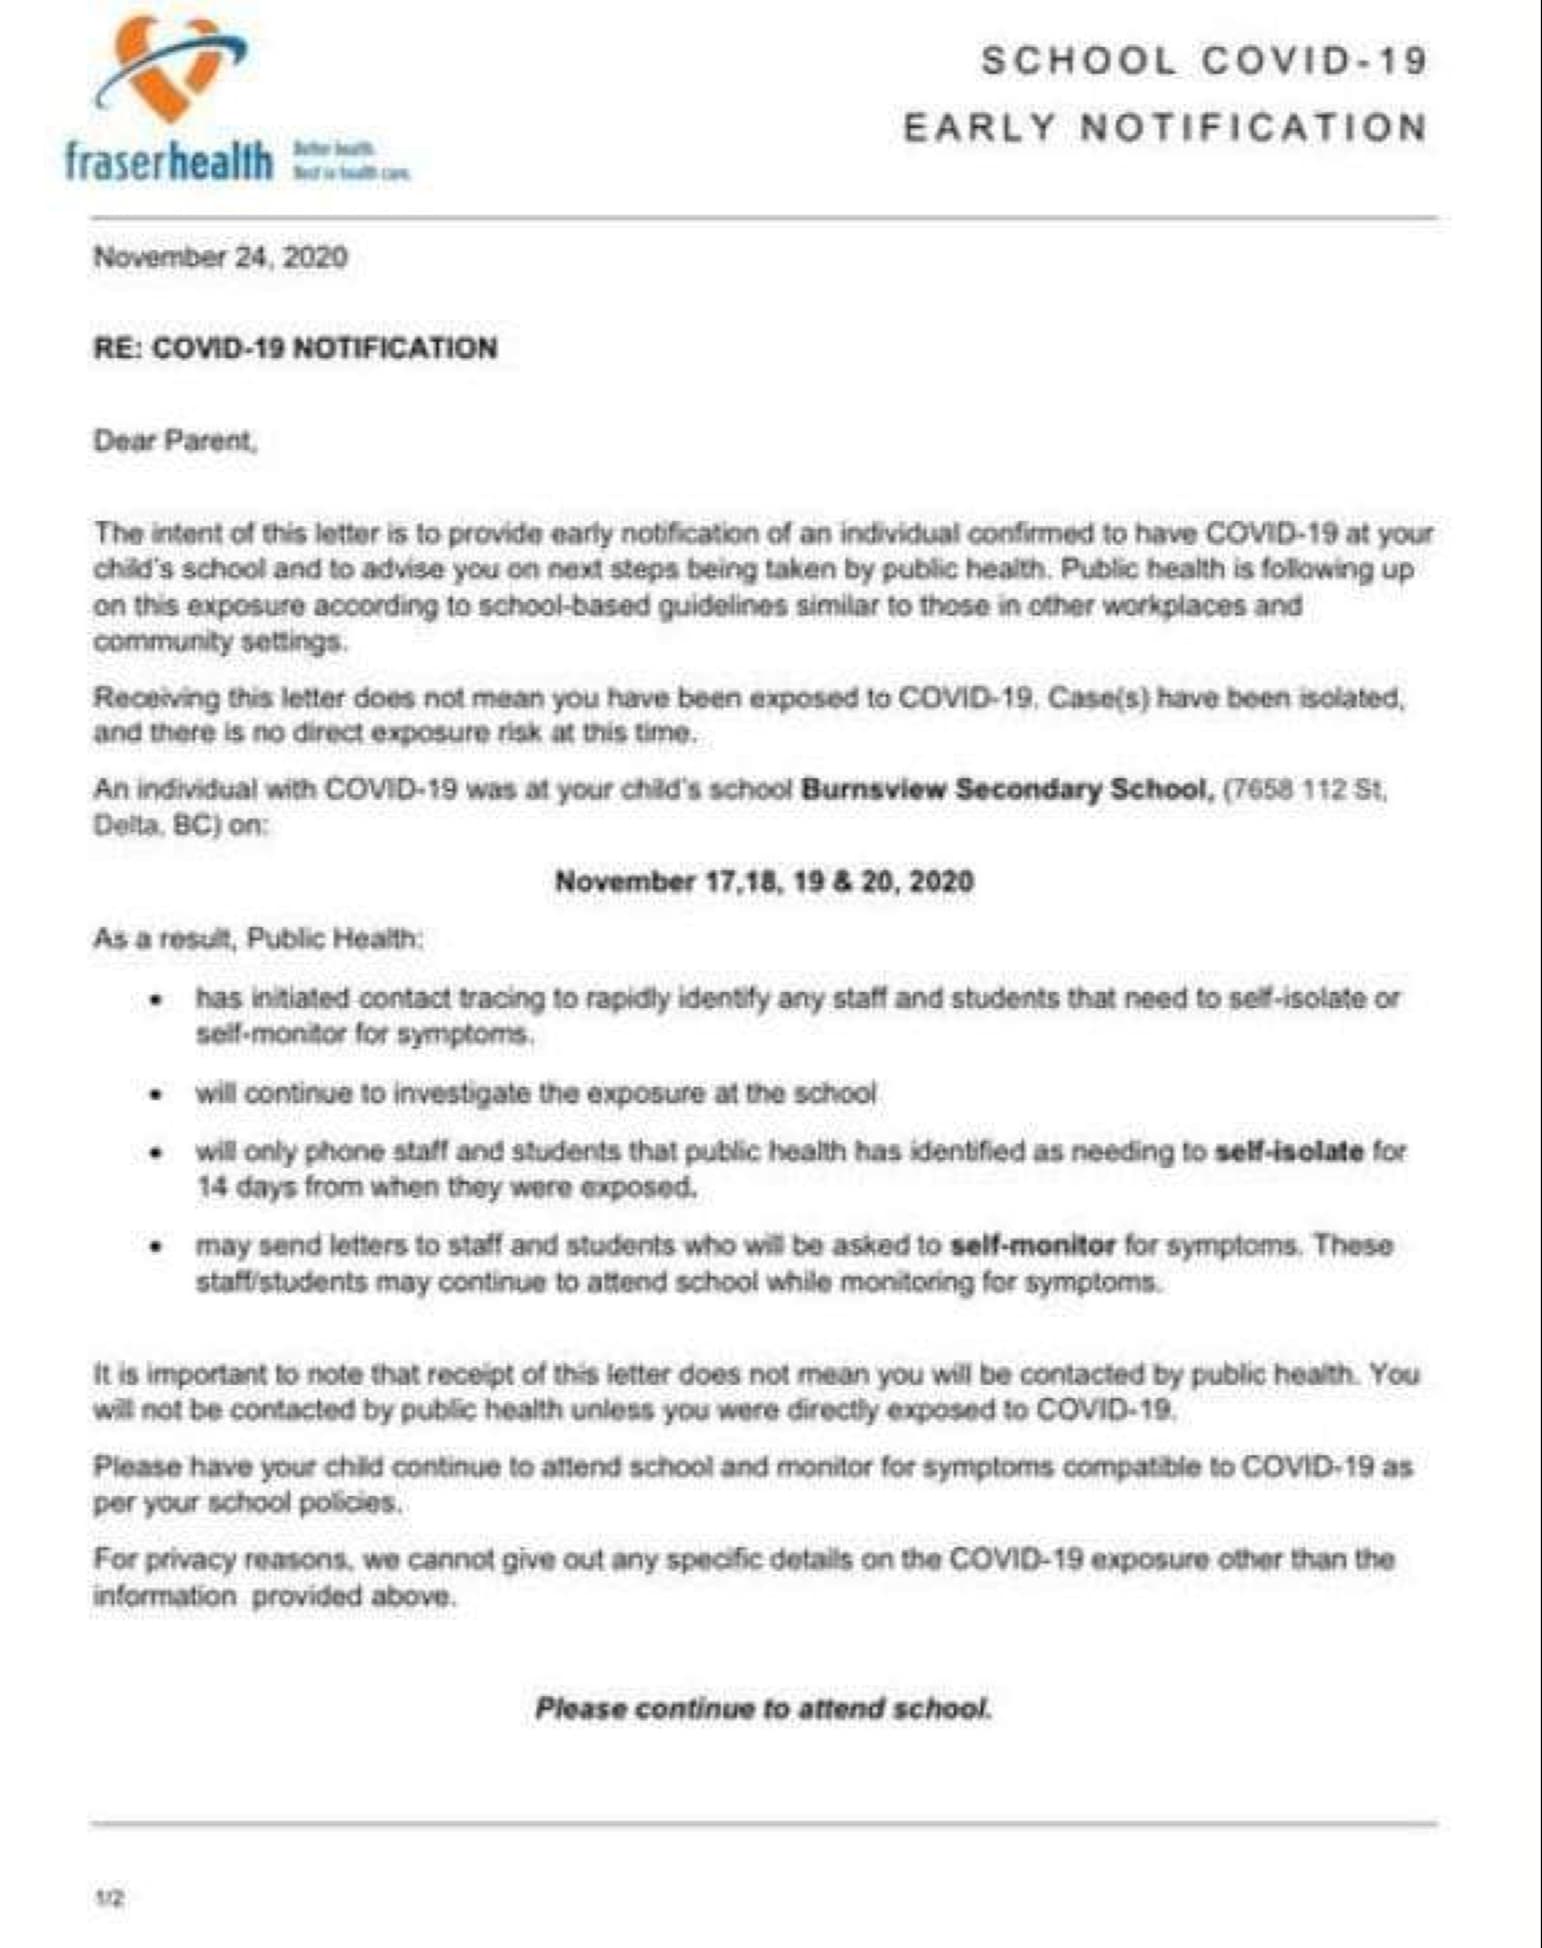 SCHOOL COVID-19
EARLY NOTIFICATION
fraserhealth
Better health.
Best in health care.
November 24, 2020
RE: COVID-19 NOTIFICATION
Dear Parent,
The intent of this letter is to provide early notification of an individual confirmed to have COVID-19 at your
child's school and to advise you on next steps being taken by public health. Public health is following up
on this exposure according to school-based guidelines similar to those in other workplaces and
community settings.
Receiving this letter does not mean you have been exposed to COVID-19. Case(s) have been isolated,
and there is no direct exposure risk at this time.
An individual with COVID-19 was at your child's school Burnsview Secondary School, (7658 112 St,
Delta, BC) on:
November 17,18, 19 & 20, 2020
As a result, Public Health:
• has initiated contact tracing to rapidly identify any staff and students that need to self-isolate or
self-monitor for symptoms.
• will continue to investigate the exposure at the school
• will only phone staff and students that public health has identified as needing to self-isolate for
14 days from when they were exposed.
• may send letters to staff and students who will be asked to self-monitor for symptoms. These
staff/students may continue to attend school while monitoring for symptoms.
It is important to note that receipt of this letter does not mean you will be contacted by public health. You
will not be contacted by public health unless you were directly exposed to COVID-19.
Please have your child continue to attend school and monitor for symptoms compatible to COVID-19 as
per your school policies.
For privacy reasons, we cannot give out any specific details on the COVID-19 exposure other than the
information provided above.
Please continue to attend school.
1/2